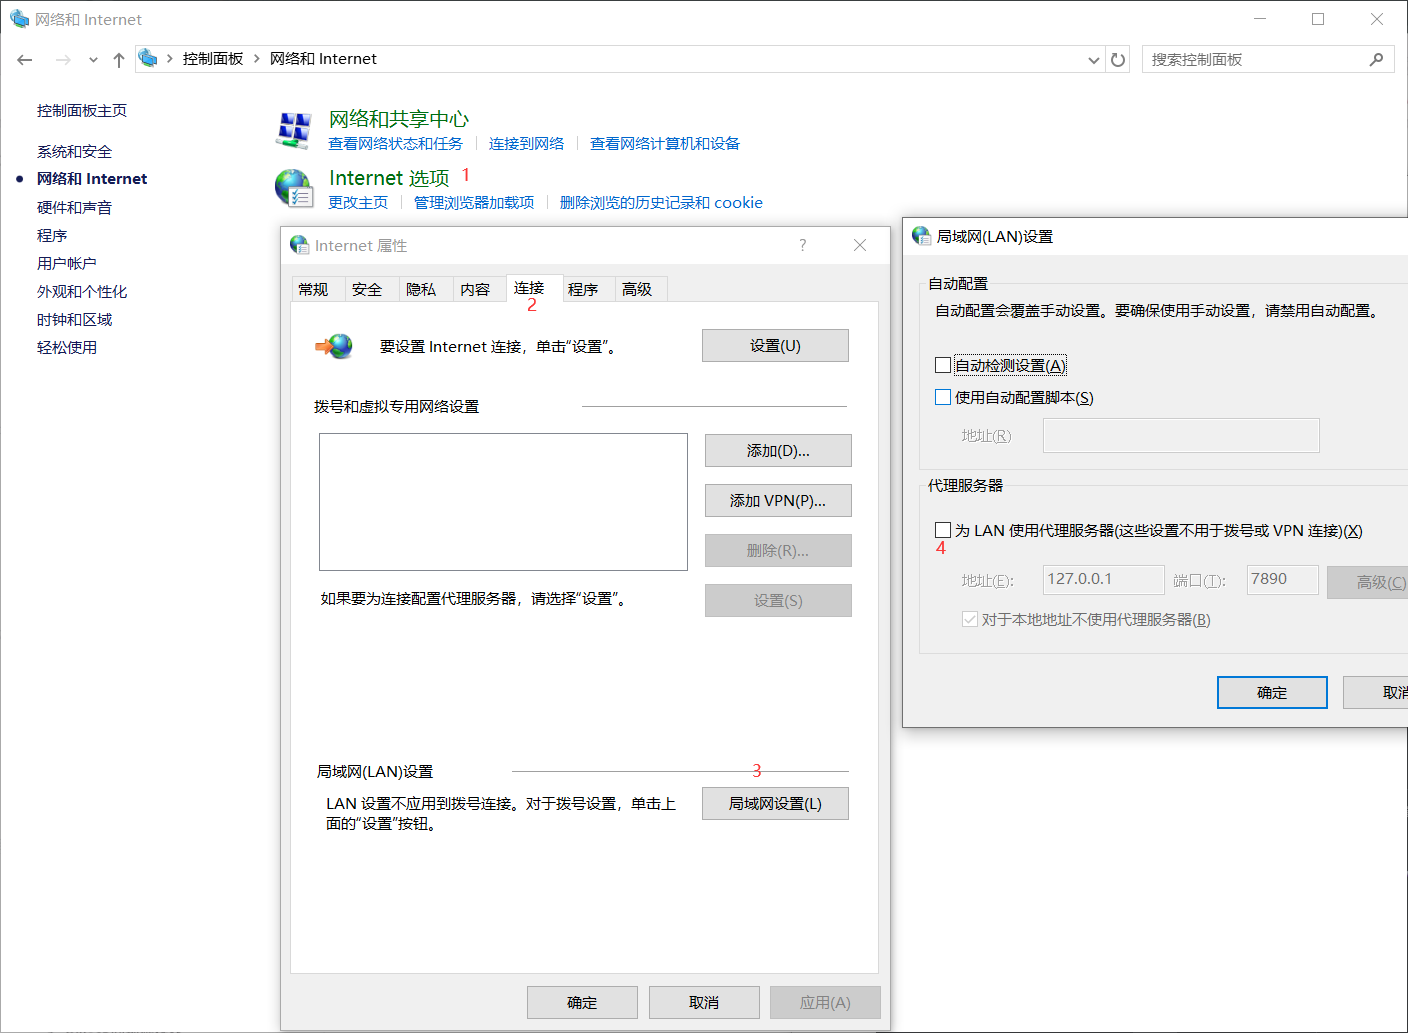 网络和 Internet
控制面板 网络和 Internet
搜索控制面板
控制面板主页
系统和安全
网络和 Internet
硬件和声音
程序
用户帐户
外观和个性化
时钟和区域
轻松使用
网络和共享中心
查看网络状态和任务 连接到网络 查看网络计算机和设备
Internet 选项 1
更改主页 管理浏览器加载项 删除浏览的历史记录和 cookie
Internet 属性 ?
常规 安全 隐私 内容 连接 程序 高级
2
要设置 Internet 连接，单击“设置”。
设置(U)
拨号和虚拟专用网络设置
添加(D)...
添加 VPN(P)...
删除(R)...
如果要为连接配置代理服务器，请选择“设置”。
设置(S)
局域网(LAN)设置
3
LAN 设置不应用到拨号连接。对于拨号设置，单击上
面的“设置”按钮。
局域网设置(L)
确定 取消 应用(A)
局域网(LAN)设置
自动配置
自动配置会覆盖手动设置。要确保使用手动设置，请禁用自动配置。
自动检测设置(A)
使用自动配置脚本(S)
地址(R)
代理服务器
为 LAN 使用代理服务器(这些设置不用于拨号或 VPN 连接)(X)
4
地址(E): 127.0.0.1 端口(T): 7890 高级(C)
对于本地地址不使用代理服务器(B)
确定 取消